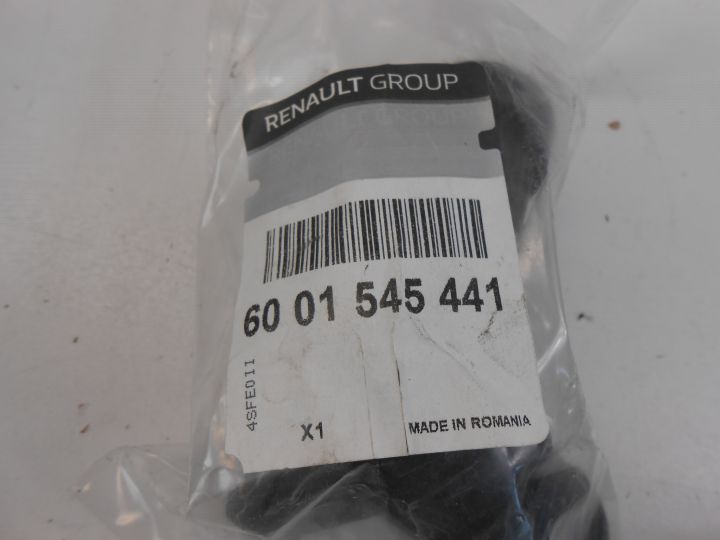 RENAULT GROUP
60 01 545 441
4SFE011
X1
MADE IN ROMANIA